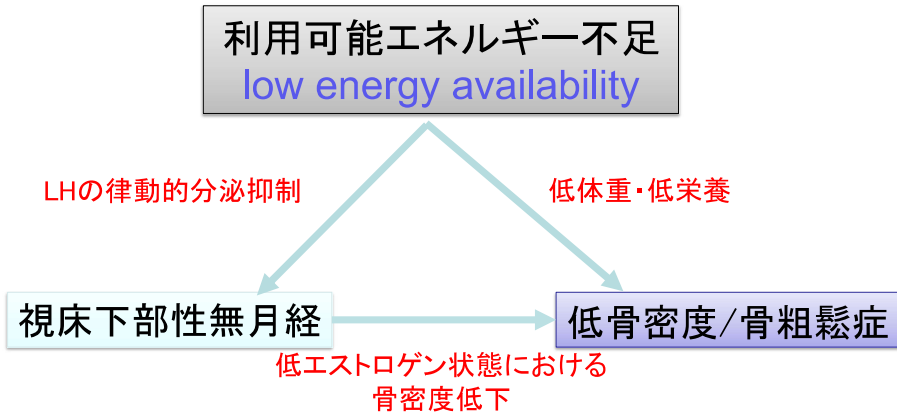 利用可能エネルギー不足
low energy availability
LHの律動的分泌抑制
低体重・低栄養
視床下部性無月経
低骨密度/骨粗鬆症
低エストロゲン状態における
骨密度低下